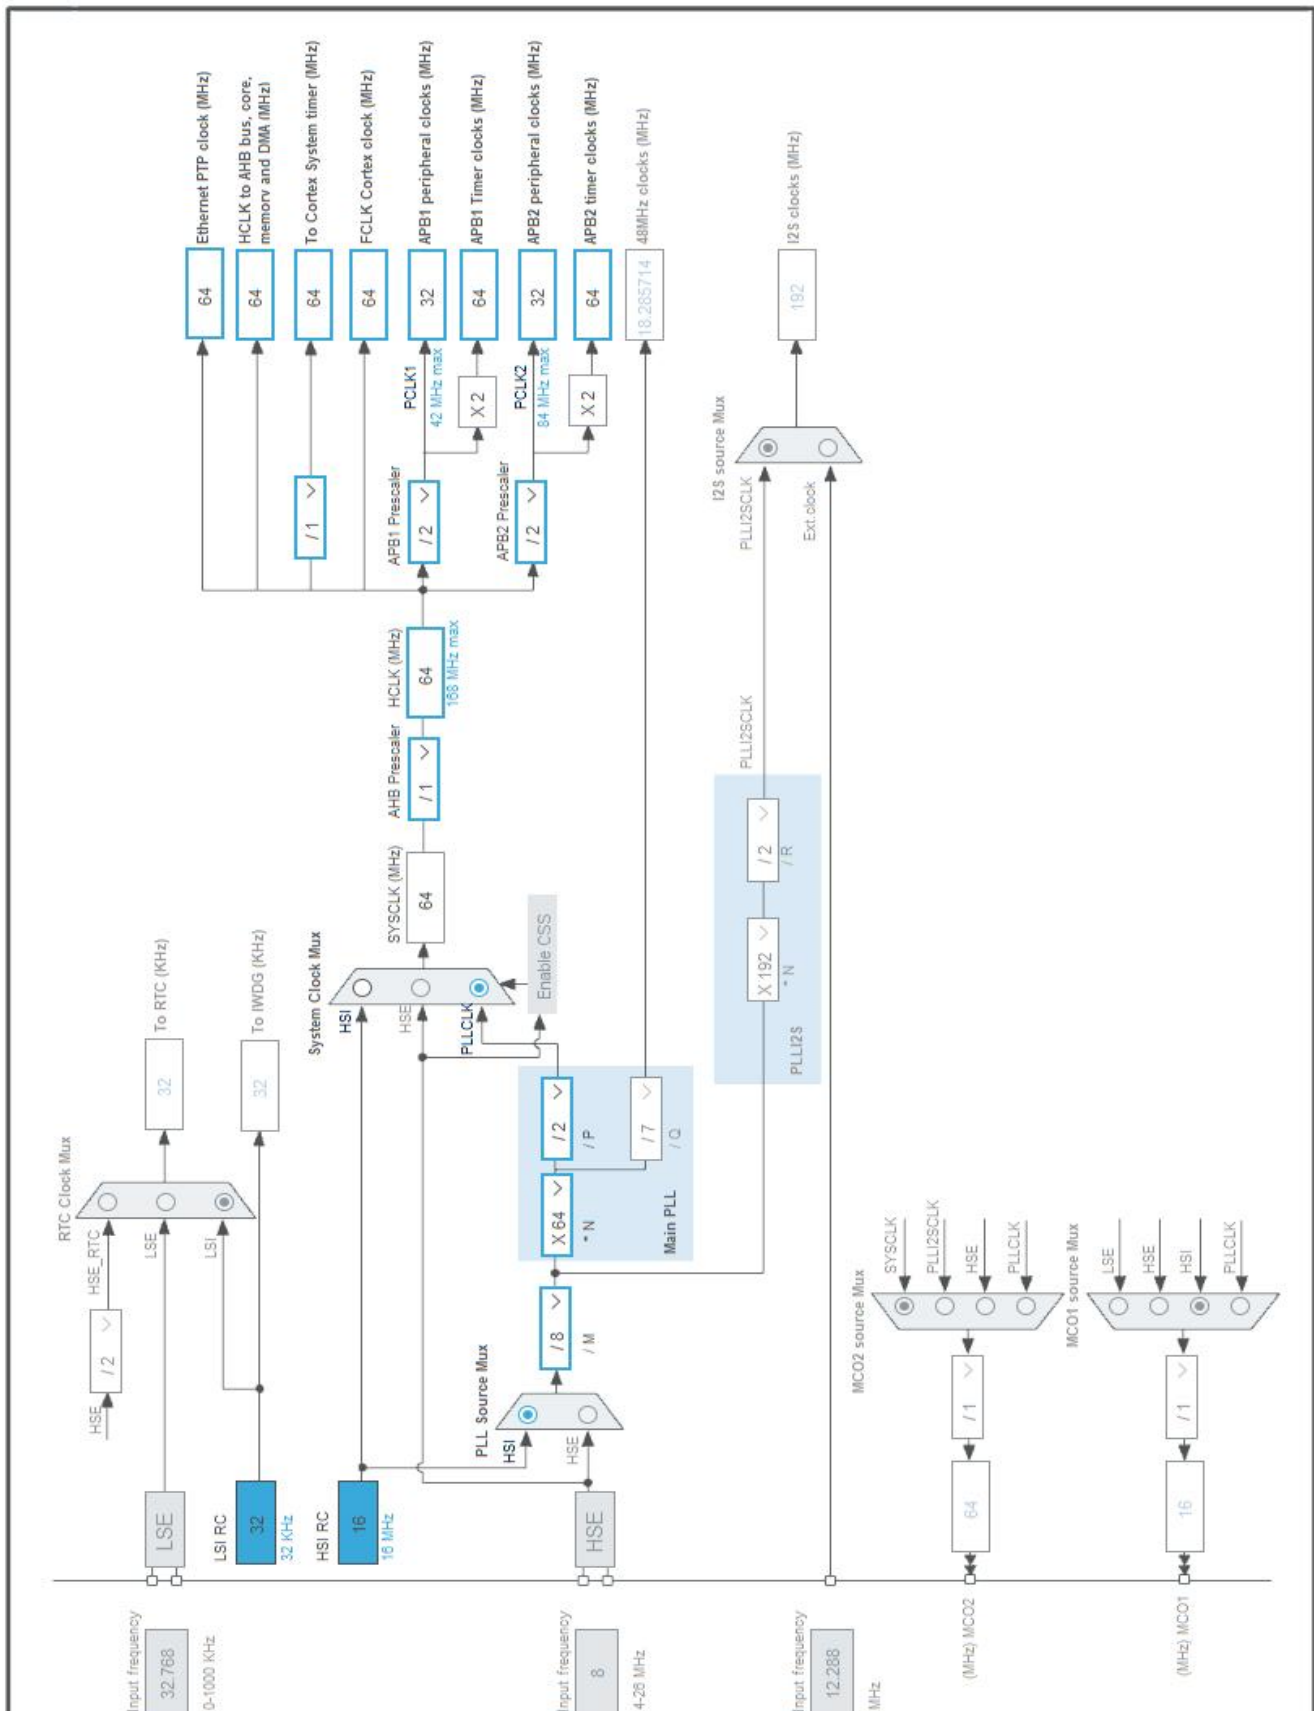 Input frequency
32.768
0-1000 KHz
LSE
HSE
/ 2
HSE_RTC
LSE
LSI
RTC Clock Mux
32
To RTC (KHz)
LSI RC
32
32 KHz
32
To IWDG (KHz)
HSI RC
16
16 MHz
System Clock Mux
HSI
HSE
PLLCLK
Enable CSS
SYSCLK (MHz)
64
AHB Prescaler
/ 1
HCLK (MHz)
64
168 MHz max
64
Ethernet PTP clock (MHz)
64
HCLK to AHB bus, core,
memory and DMA (MHz)
/ 1
64
To Cortex System timer (MHz)
64
FCLK Cortex clock (MHz)
APB1 Prescaler
/ 2
PCLK1
42 MHz max
32
APB1 peripheral clocks (MHz)
X 2
64
APB1 Timer clocks (MHz)
APB2 Prescaler
/ 2
PCLK2
84 MHz max
32
APB2 peripheral clocks (MHz)
X 2
64
APB2 timer clocks (MHz)
18.285714
48MHz clocks (MHz)
Input frequency
8
4-26 MHz
HSE
PLL Source Mux
HSI
HSE
/ 8
/ M
X 64
* N
/ 2
/ P
/ 7
/ Q
Main PLL
PLLI2S
X 192
* N
/ 2
/ R
PLLI2SCLK
I2S source Mux
PLLI2SCLK
Ext.clock
192
I2S clocks (MHz)
Input frequency
12.288
MHz
MCO2 source Mux
SYSCLK
PLLI2SCLK
HSE
PLLCLK
/ 1
64
(MHz) MCO2
MCO1 source Mux
LSE
HSE
HSI
PLLCLK
/ 1
16
(MHz) MCO1